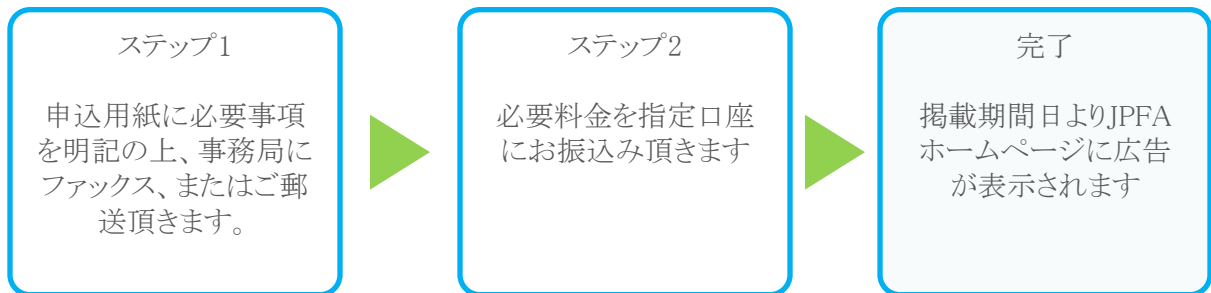 ステップ1
申込用紙に必要事項
を明記の上、事務局に
ファックス、またはご郵
送頂きます。
ステップ2
必要料金を指定口座
にお振込み頂きます
完了
掲載期間日よりJPFA
ホームページに広告
が表示されます